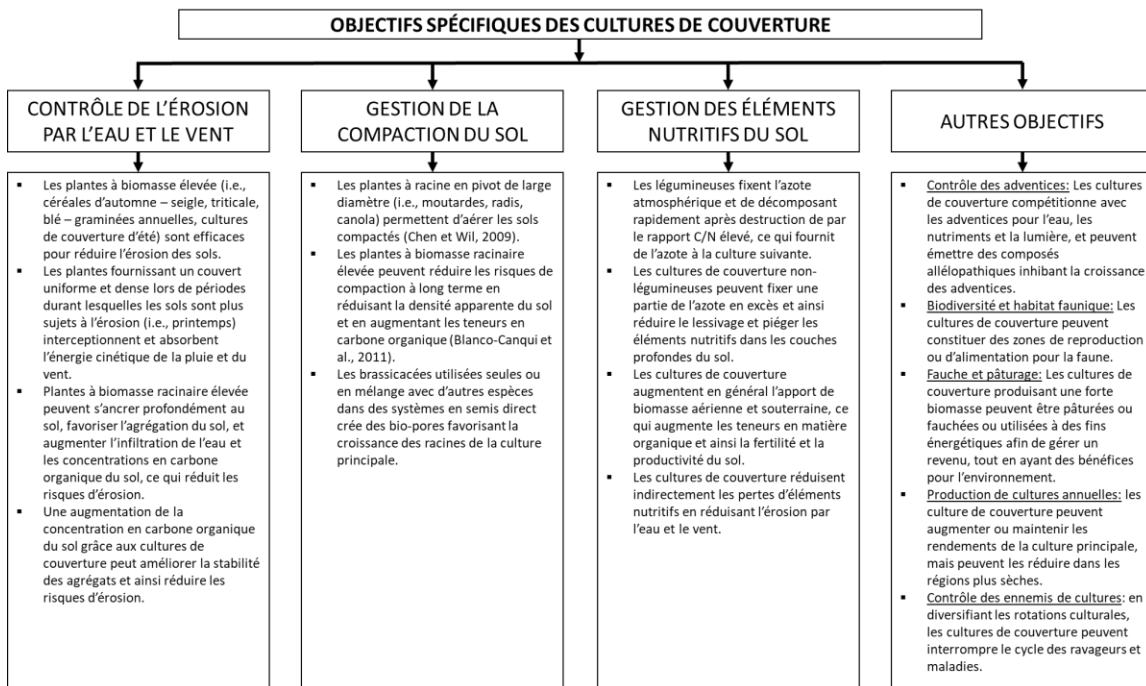 OBJECTIFS SPÉCIFIQUES DES CULTURES DE COUVERTURE
CONTRÔLE DE L'ÉROSION
PAR L'EAU ET LE VENT
▪ Les plantes à biomasse élevée (i.e.,
céréales d'automne – seigle, triticale,
blé – graminées annuelles, cultures
de couverture d'été) sont efficaces
pour réduire l'érosion des sols.
▪ Les plantes fournissant un couvert
uniforme et dense lors de périodes
durant lesquelles les sols sont plus
sujets à l'érosion (i.e., printemps)
interceptionnent et absorbent
l'énergie cinétique de la pluie et du
vent.
▪ Plantes à biomasse racinaire élevée
peuvent s'ancrer profondément au
sol, favoriser l'agrégation du sol, et
augmenter l'infiltration de l'eau et
les concentrations en carbone
organique du sol, ce qui réduit les
risques d'érosion.
▪ Une augmentation de la
concentration en carbone organique
du sol grâce aux cultures de
couverture peut améliorer la stabilité
des agrégats et ainsi réduire les
risques d'érosion.
GESTION DE LA
COMPACTION DU SOL
▪ Les plantes à racine en pivot de large
diamètre (i.e., moutardes, radis,
canola) permettent d'aérer les sols
compactés (Chen et Wil, 2009).
▪ Les plantes à biomasse racinaire
élevée peuvent réduire les risques de
compaction à long terme en
réduisant la densité apparente du sol
et en augmentant les teneurs en
carbone organique (Blanco-Canqui et
al., 2011).
▪ Les brassicacées utilisées seules ou
en mélange avec d'autres espèces
dans des systèmes en semis direct
crée des bio-pores favorisant la
croissance des racines de la culture
principale.
GESTION DES ÉLÉMENTS
NUTRITIFS DU SOL
▪ Les légumineuses fixent l'azote
atmosphérique et de décomposant
rapidement après destruction de par
le rapport C/N élevé, ce qui fournit
de l'azote à la culture suivante.
▪ Les cultures de couverture non-
légumineuses peuvent fixer une
partie de l'azote en excès et ainsi
réduire le lessivage et piéger les
éléments nutritifs dans les couches
profondes du sol.
▪ Les cultures de couverture
augmentent en général l'apport de
biomasse aérienne et souterraine, ce
qui augmente les teneurs en matière
organique et ainsi la fertilité et la
productivité du sol.
▪ Les cultures de couverture réduisent
indirectement les pertes d'éléments
nutritifs en réduisant l'érosion par
l'eau et le vent.
AUTRES OBJECTIFS
▪ Contrôle des adventices: Les cultures
de couverture compétitionne avec
les adventices pour l'eau, les
nutriments et la lumière, et peuvent
émettre des composés
allélopathiques inhibant la croissance
des adventices.
▪ Biodiversité et habitat faunique: Les
cultures de couverture peuvent
constituer des zones de reproduction
ou d'alimentation pour la faune.
▪ Fauche et pâturage: Les cultures de
couverture produisant une forte
biomasse peuvent être pâturées ou
fauchées ou utilisées à des fins
énergétiques afin de gérer un
revenu, tout en ayant des bénéfices
pour l'environnement.
▪ Production de cultures annuelles: les
culture de couverture peuvent
augmenter ou maintenir les
rendements de la culture principale,
mais peuvent les réduire dans les
régions plus sèches.
▪ Contrôle des ennemis de cultures: en
diversifiant les rotations culturales,
les cultures de couverture peuvent
interrompre le cycle des ravageurs et
maladies.